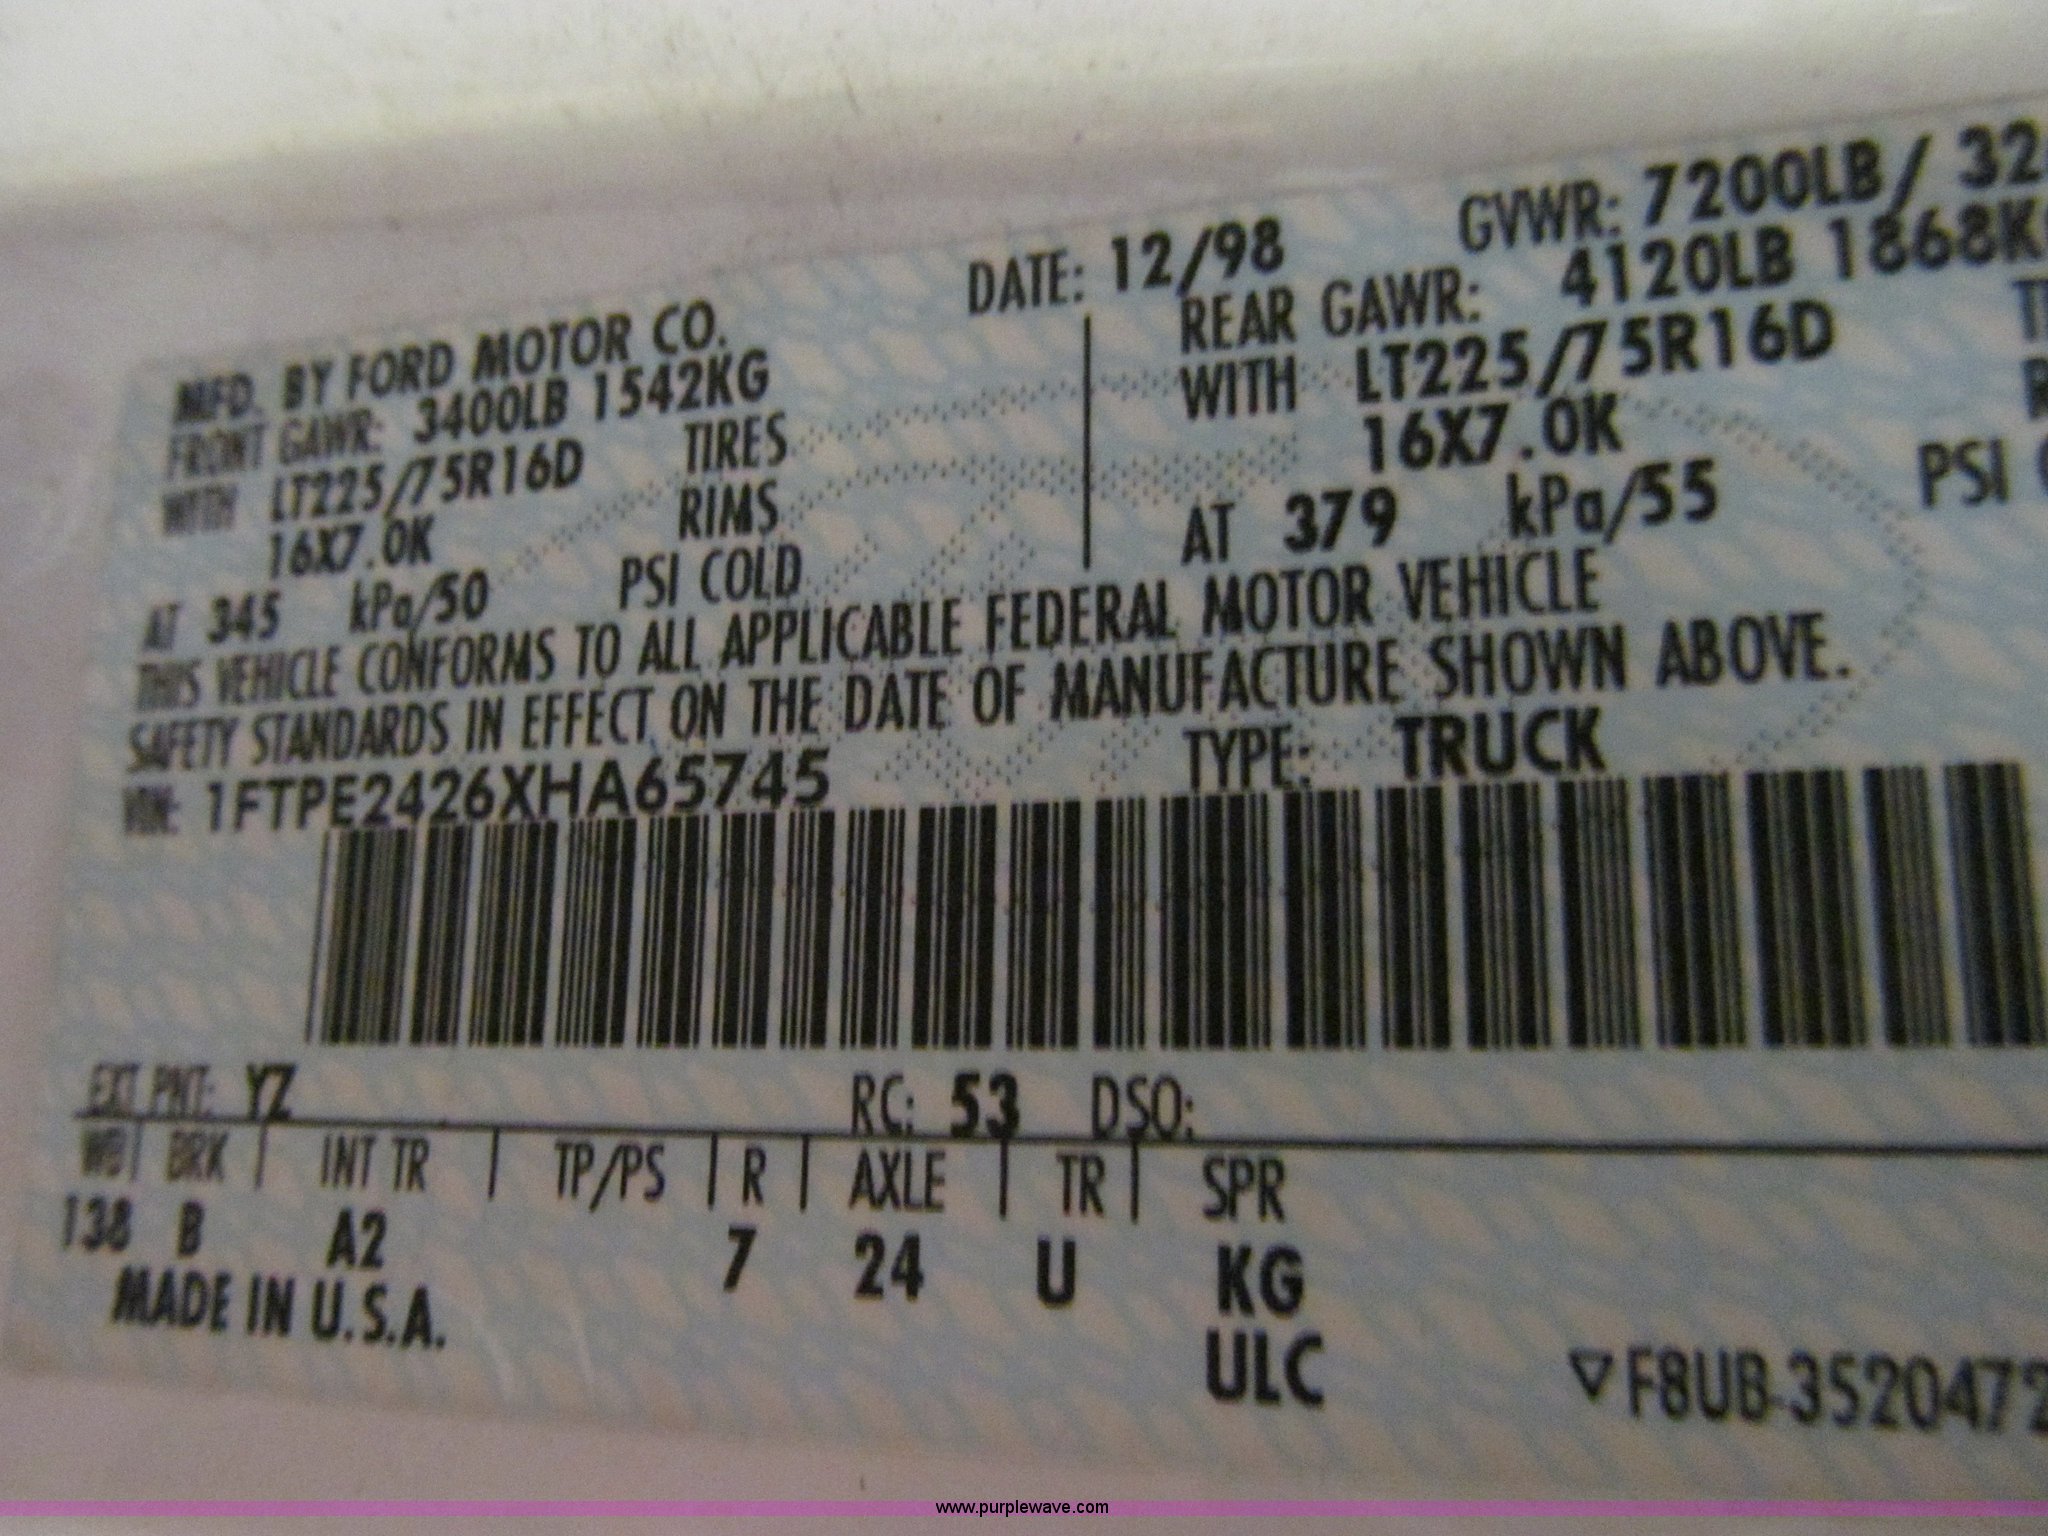 DATE: 12/98 GVWR: 7200LB/ 32
MFD. BY FORD MOTOR CO. REAR GAWR: 4120LB 1868K
FRONT GAWR: 3400LB 1542KG WITH LT225/75R16D
WITH LT225/75R16D TIRES 16X7.0K
16X7.0K RIMS AT 379 kPa/55 PSI
AT 345 kPa/50 PSI COLD
THIS VEHICLE CONFORMS TO ALL APPLICABLE FEDERAL MOTOR VEHICLE
SAFETY STANDARDS IN EFFECT ON THE DATE OF MANUFACTURE SHOWN ABOVE.
VIN: 1FTPE2426XHA65745 TYPE: TRUCK
EXT PNT: YZ RC: 53 DSO:
WB BRK INT TR TP/PS R AXLE TR SPR
138 B A2 7 24 U KG
MADE IN U.S.A. ULC
F8UB-3520472
www.purplewave.com